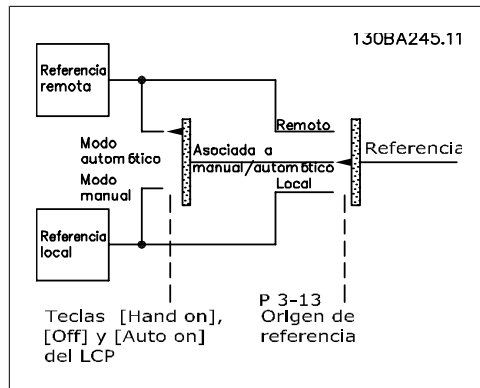 130BA245.11
Referencia
remota
Remoto
Modo
automático
Asociada a
manual/automático
Referencia
Modo
manual
Local
Referencia
local
P 3-13
Origen de
referencia
Teclas [Hand on],
[Off] y [Auto on]
del LCP